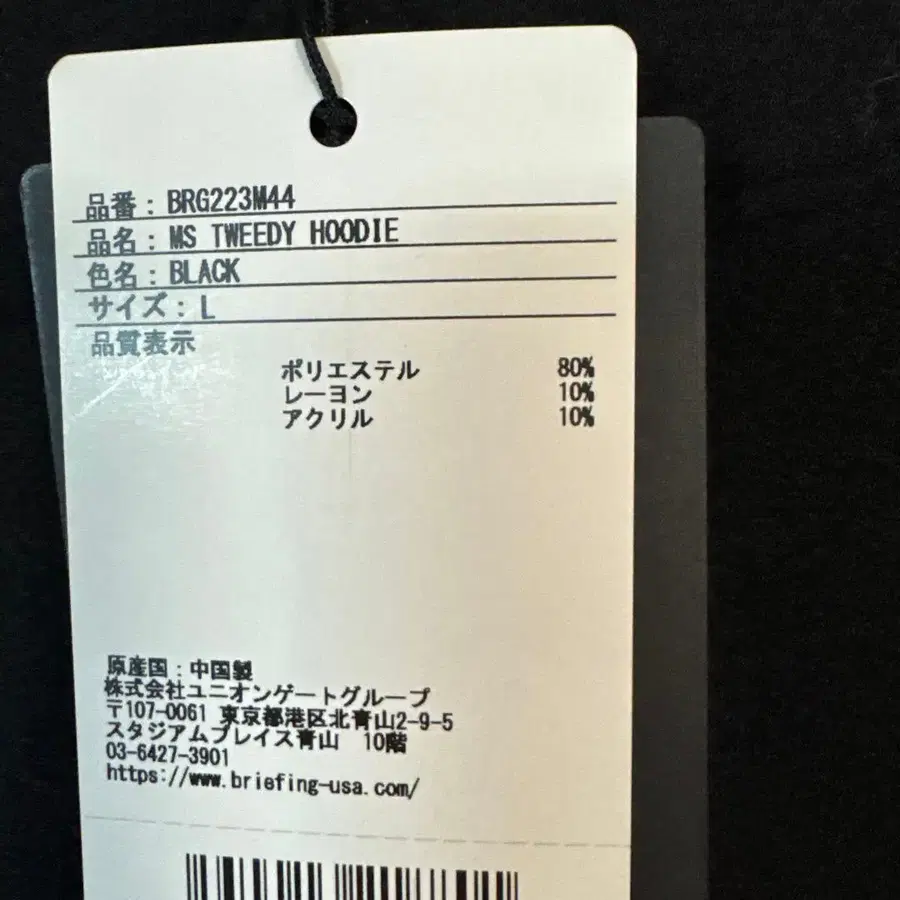 品番：BRG223M44
品名：MS TWEEDY HOODIE
色名：BLACK
サイズ：L
品質表示
ポリエステル 80%
レーヨン 10%
アクリル 10%
原産国：中国製
株式会社ユニオンゲートグループ
〒107-0061 東京都港区北青山2-9-5
スタジアムプレイス青山 10階
03-6427-3901
https://www.briefing-usa.com/